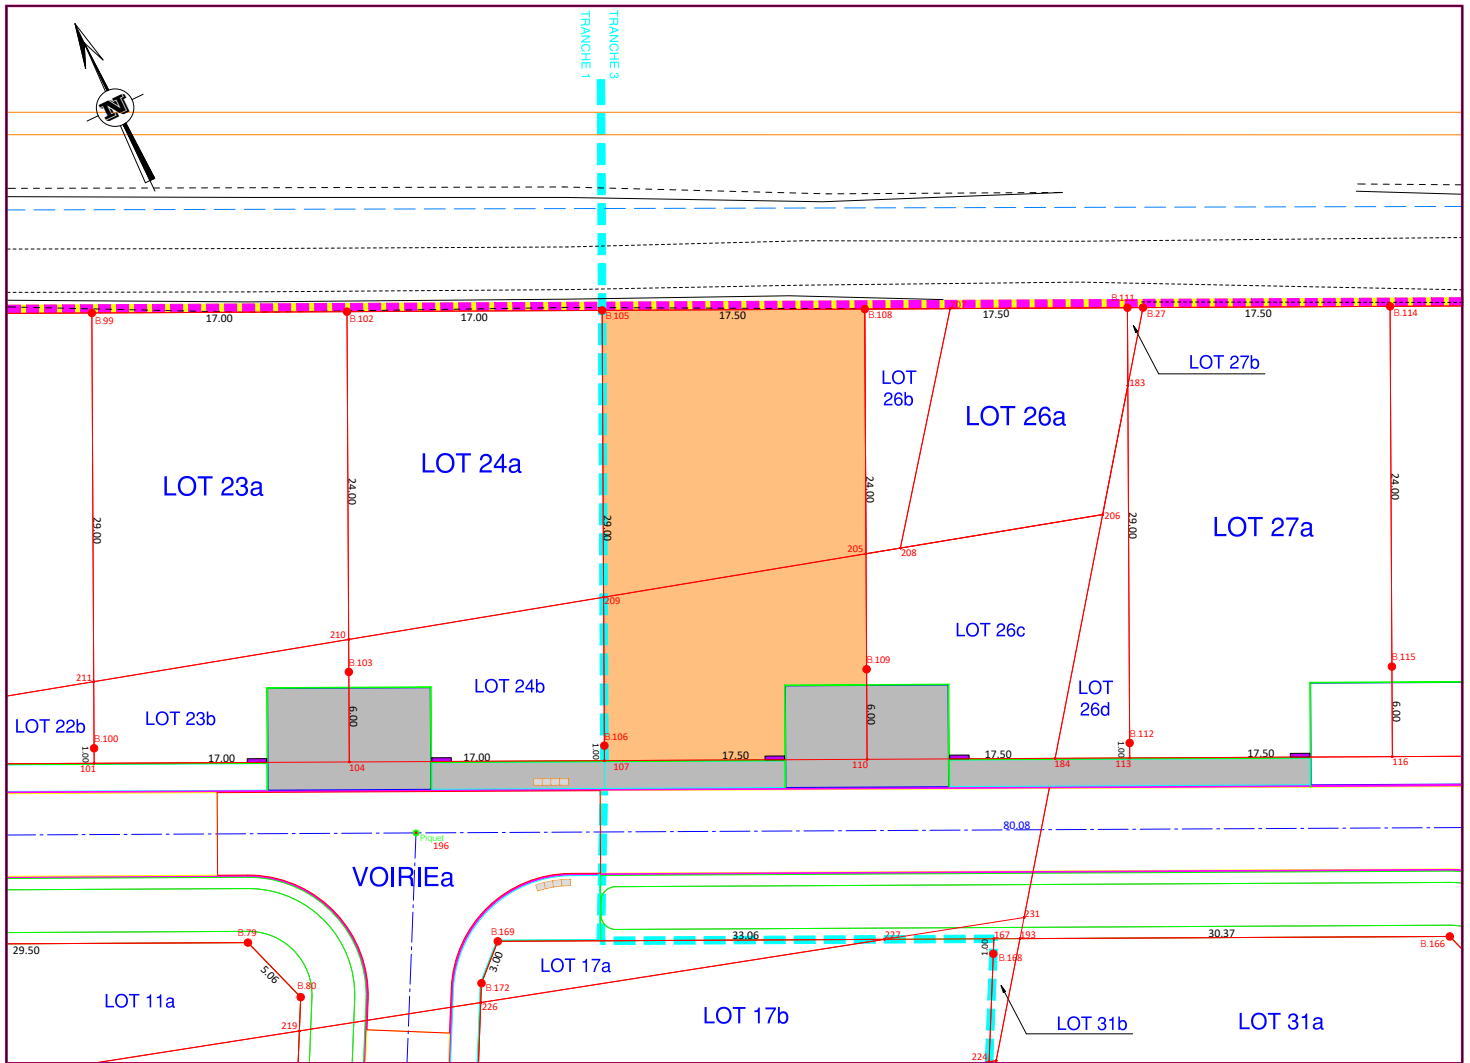 TRANCHE 1
TRANCHE 3
N
B.99
17.00
B.102
17.00
B.105
17.50
B.108
17.50
B.111
B.27
17.50
B.114
LOT 27b
LOT
26b
183
LOT 26a
LOT 24a
LOT 23a
24.00
29.00
29.00
24.00
29.00
24.00
206
LOT 27a
205
208
209
210
LOT 26c
211
B.103
B.109
B.115
LOT 24b
LOT
26d
LOT 22b
LOT 23b
6.00
6.00
6.00
B.100
1.00
101
17.00
104
17.00
B.106
1.00
107
17.50
110
17.50
184
B.112
1.00
113
17.50
116
Piquet
196
80.08
VOIRIEa
231
B.79
29.50
B.169
33.06
227
167
193
30.37
B.166
1.00
B.168
5.06
3.00
LOT 17a
B.172
226
B.80
LOT 11a
219
LOT 17b
LOT 31b
LOT 31a
224